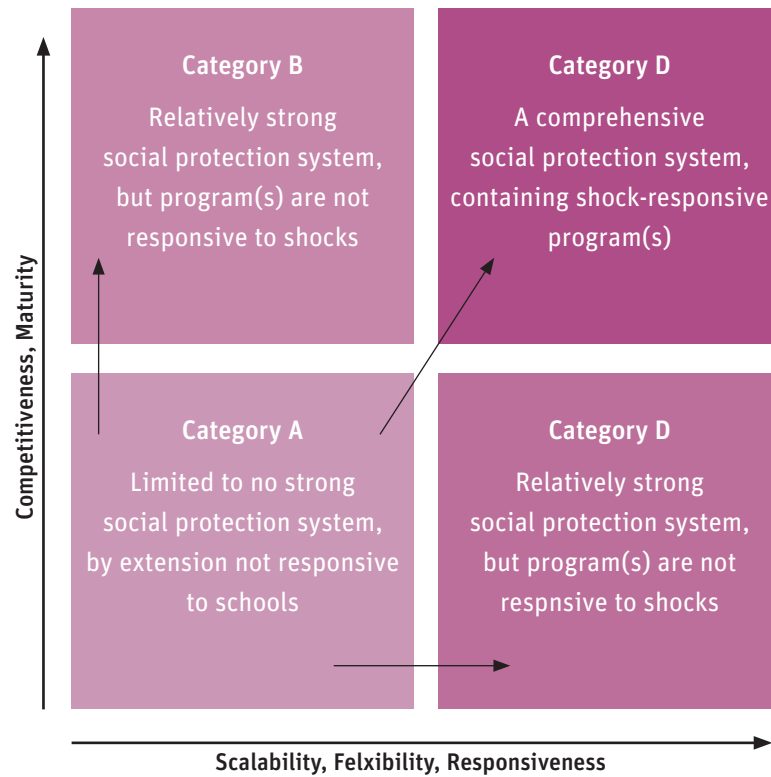 Competitiveness, Maturity
Category B
Relatively strong
social protection system,
but program(s) are not
responsive to shocks
Category D
A comprehensive
social protection system,
containing shock-responsive
program(s)
Category A
Limited to no strong
social protection system,
by extension not responsive
to schools
Category D
Relatively strong
social protection system,
but program(s) are not
respnsive to shocks
Scalability, Felxibility, Responsiveness